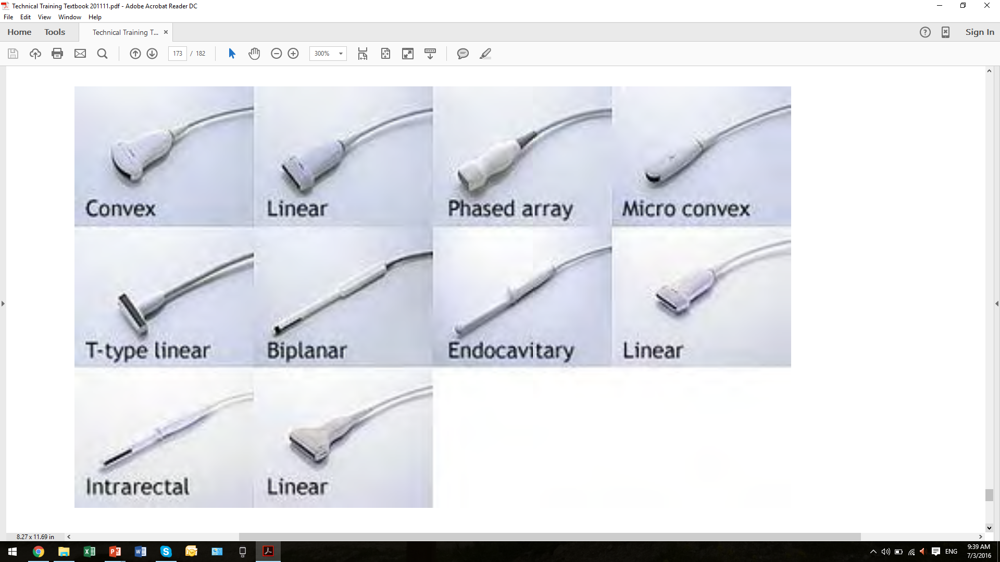 Technical Training Textbook 201111.pdf - Adobe Acrobat Reader DC
File Edit View Window Help
Home Tools Technical Training T... Sign In
173 / 182 300%
Convex Linear Phased array Micro convex
T-type linear Biplanar Endocavitary Linear
Intrarectal Linear
8.27 x 11.69 in
ENG 9:39 AM
7/3/2016